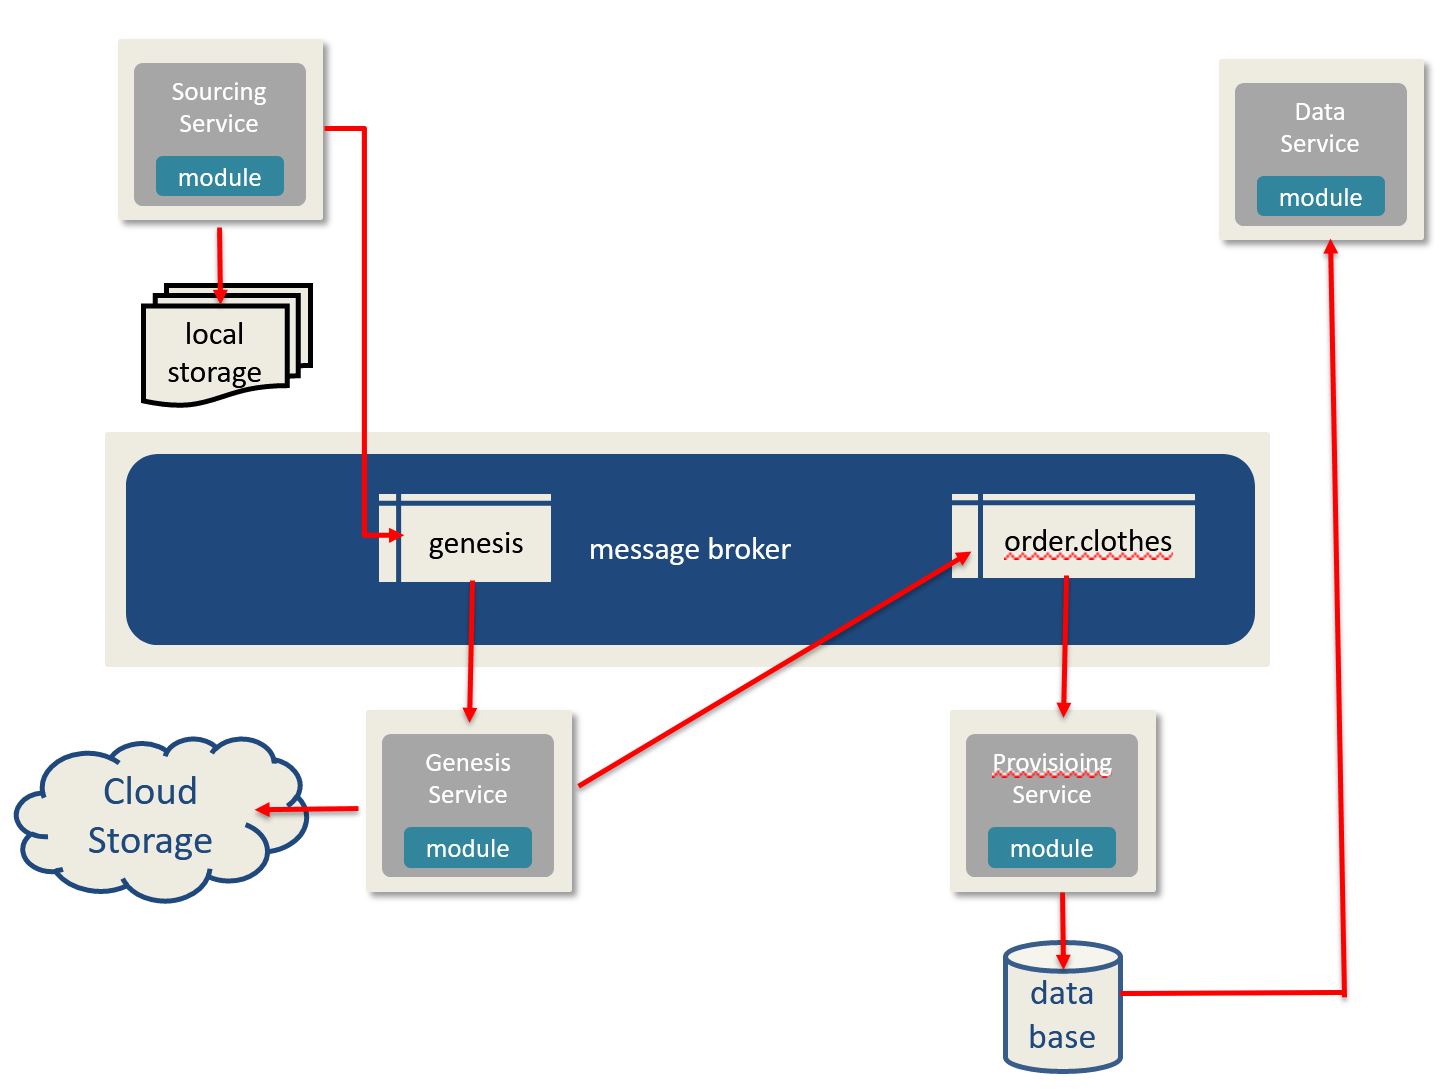 Sourcing
Service
module
Data
Service
module
local
storage
genesis
message broker
order.clothes
Cloud
Storage
Genesis
Service
module
Provisioing
Service
module
data
base